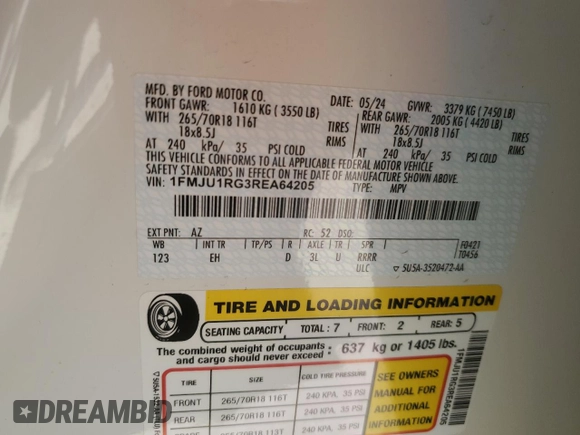 MFD. BY FORD MOTOR CO.
DATE: 05/24 GVWR: 3379 KG (7450 LB)
FRONT GAWR: 1610 KG (3550 LB) REAR GAWR: 2005 KG (4420 LB)
WITH 265/70R18 116T TIRES WITH 265/70R18 116T TIRES
18x8.5J RIMS 18x8.5J RIMS
AT 240 kPa/ 35 PSI COLD AT 240 kPa/ 35 PSI COLD
THIS VEHICLE CONFORMS TO ALL APPLICABLE FEDERAL MOTOR VEHICLE
SAFETY STANDARDS IN EFFECT ON THE DATE OF MANUFACTURE SHOWN ABOVE.
VIN: 1FMJU1RG3REA64205 TYPE: MPV
EXT PNT: AZ RC: 52 DSO:
WB INT TR TP/PS R AXLE TR SPR F0421
123 EH D 3L U RRRR T0456
ULC ▽ 5U5A-3520472-AA
TIRE AND LOADING INFORMATION
SEATING CAPACITY TOTAL: 7 FRONT: 2 REAR: 5
The combined weight of occupants and cargo should never exceed: 637 kg or 1405 lbs.
TIRE SIZE COLD TIRE PRESSURE
FRONT 265/70R18 116T 240 KPA, 35 PSI
REAR 265/70R18 116T 240 KPA, 35 PSI
265/70R18 113T
SEE OWNERS
MANUAL FOR
ADDITIONAL
INFORMATION
1FMJU1RG3REA64205
DREAMBID